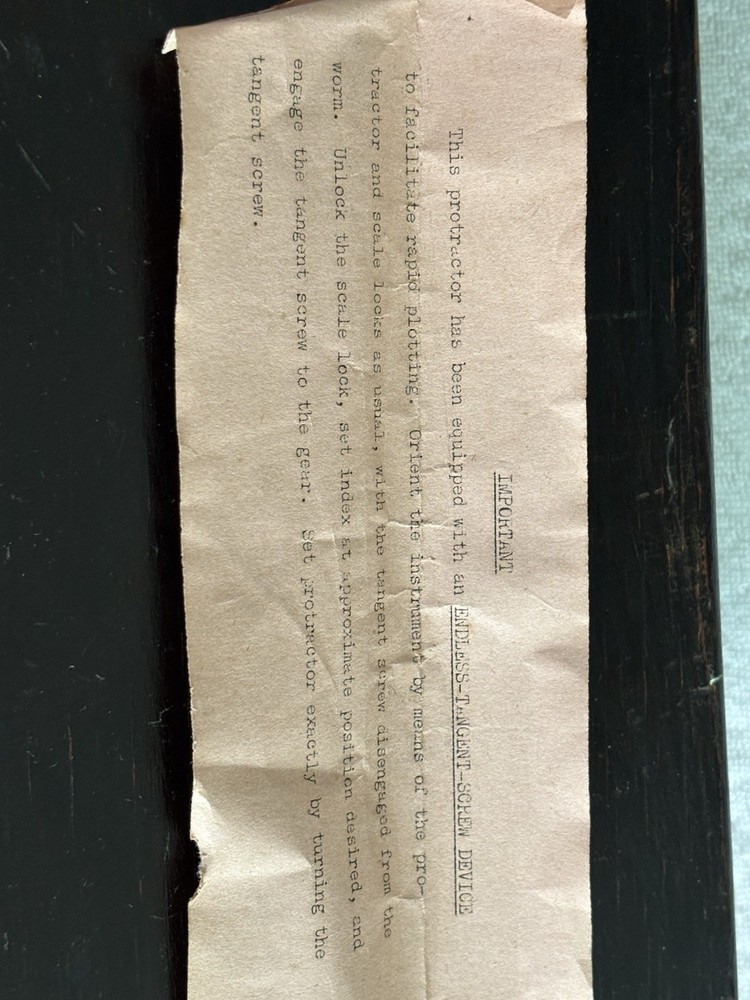 IMPORTANT
This protractor has been equipped with an ENDLESS-TANGENT-SCREW DEVICE
to facilitate rapid plotting. Orient the instrument by means of the pro-
tractor and scale locks as usual, with the tangent screw disengaged from the
worm. Unlock the scale lock, set index at approximate position desired, and
engage the tangent screw to the gear. Set protractor exactly by turning the
tangent screw.